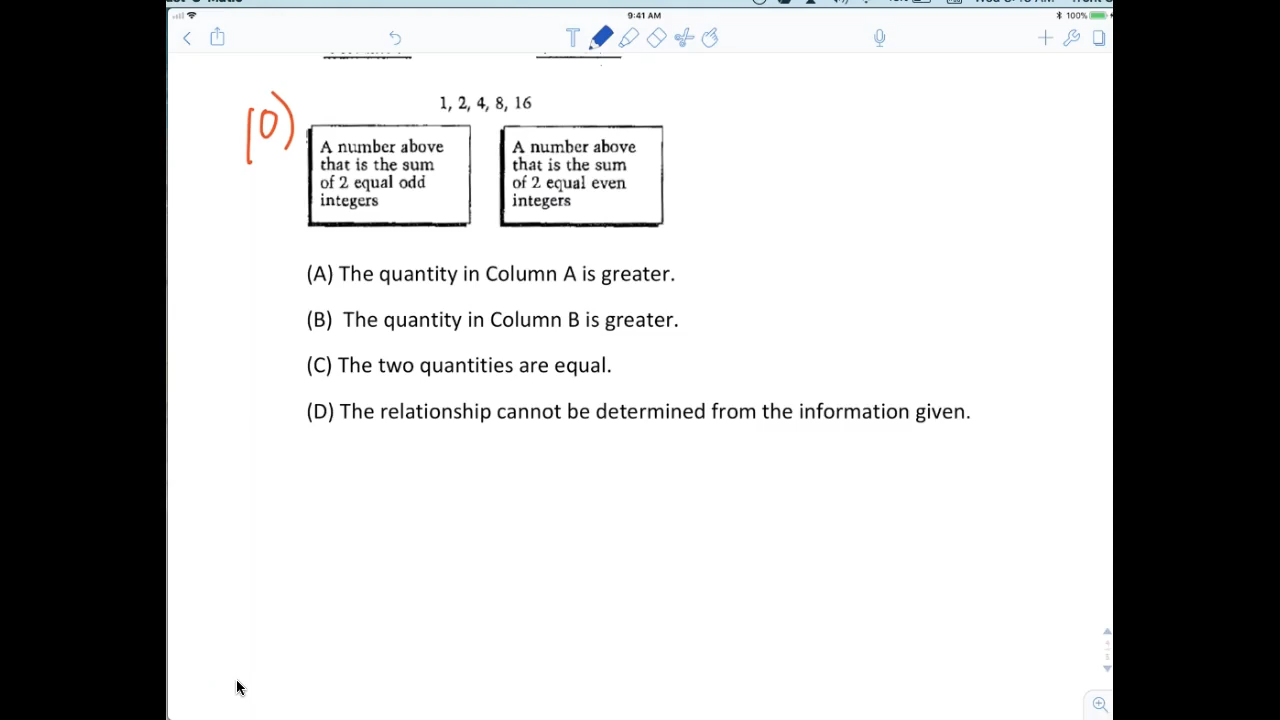 9:41 AM
100%
T
10)
1, 2, 4, 8, 16
A number above
that is the sum
of 2 equal odd
integers
A number above
that is the sum
of 2 equal even
integers
(A) The quantity in Column A is greater.
(B) The quantity in Column B is greater.
(C) The two quantities are equal.
(D) The relationship cannot be determined from the information given.